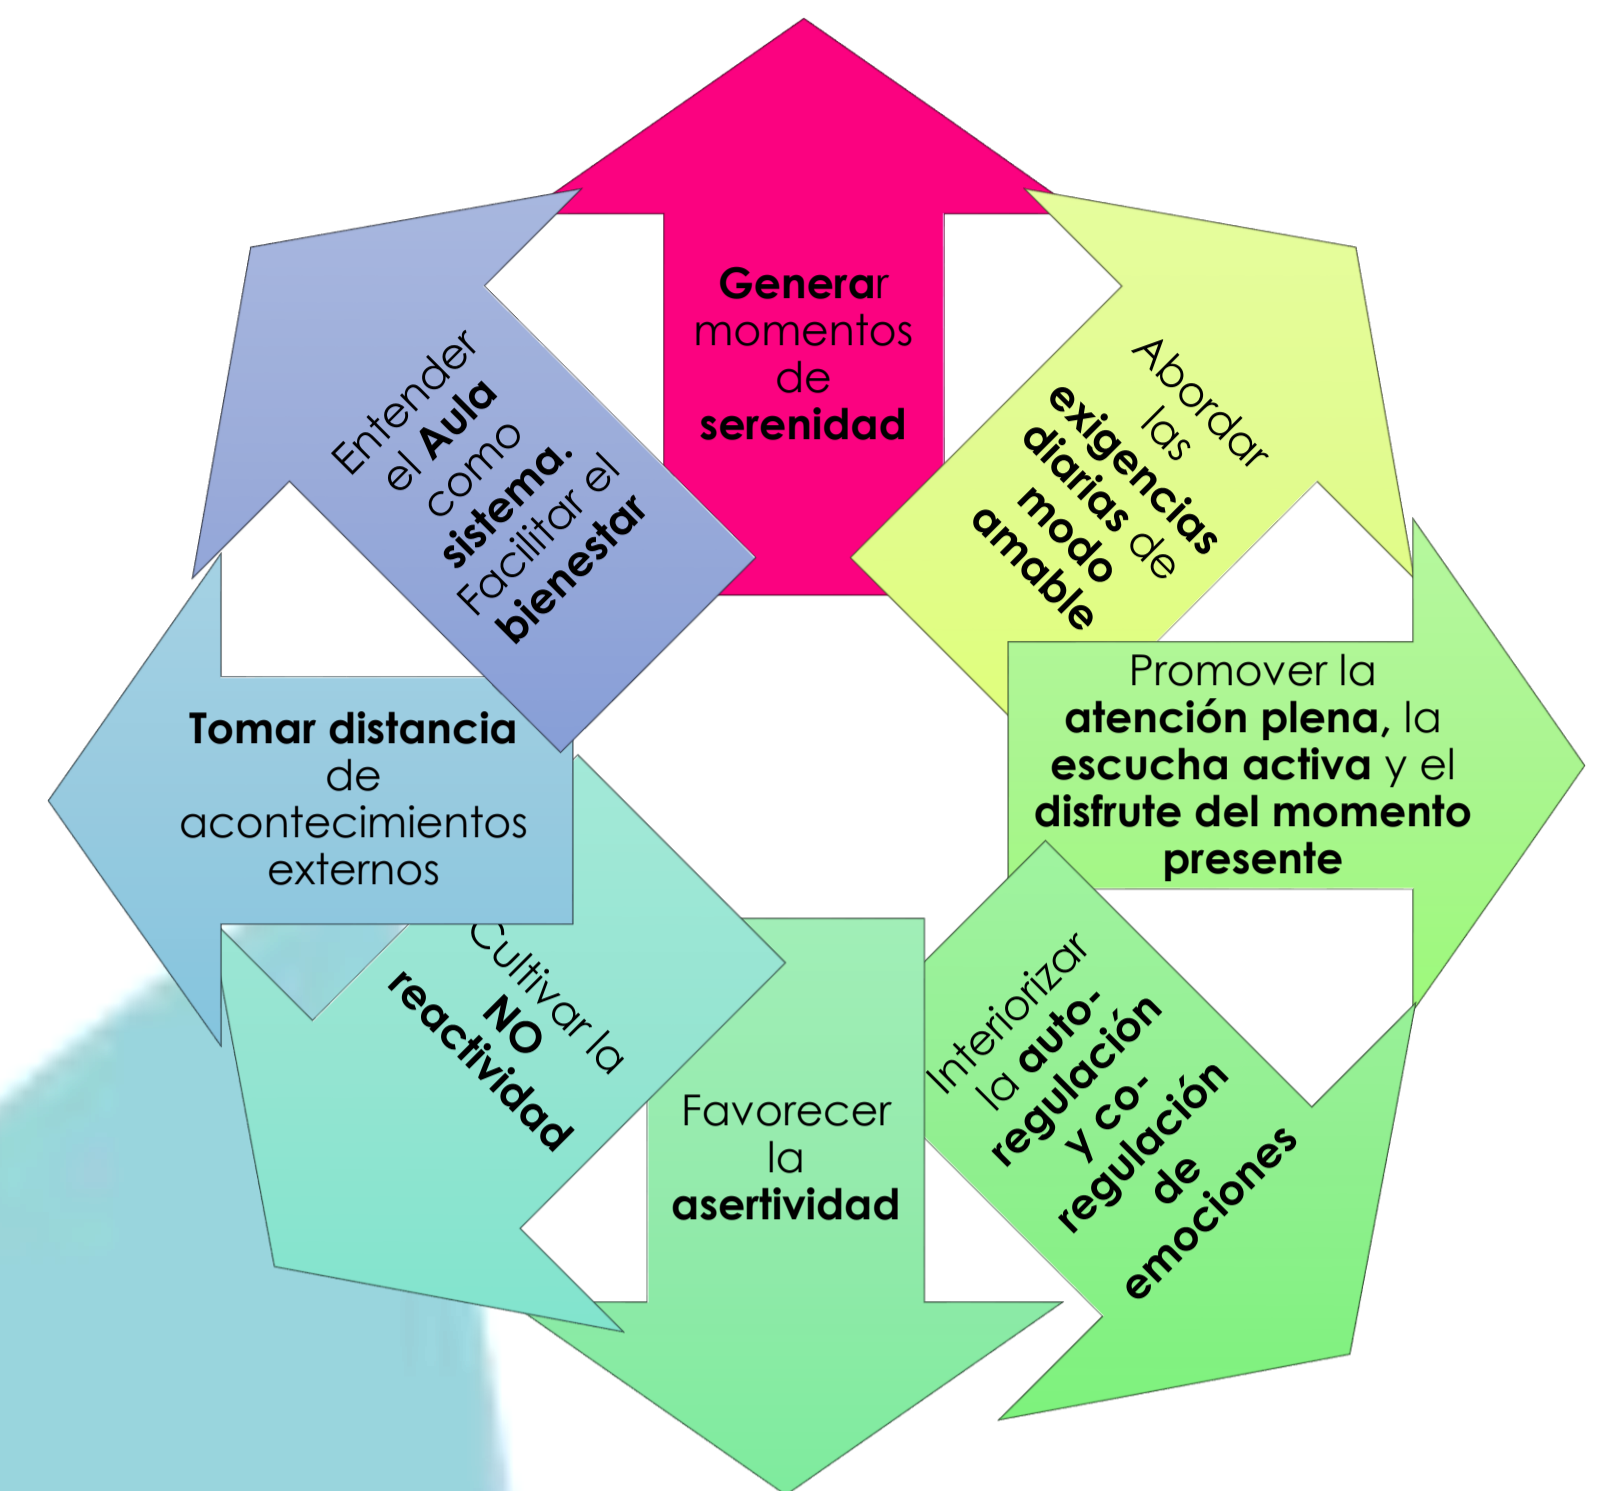 Generar
momentos
de
serenidad
Abordar
las
exigencias
diarias de
modo
amable
Promover la
atención plena, la
escucha activa y el
disfrute del momento
presente
Interiorizar
la auto-
regulación
y co-
regulación
de
emociones
Favorecer
la
asertividad
Cultivar la
NO
reactividad
Tomar distancia
de
acontecimientos
externos
Entender
el Aula
como
sistema.
Facilitar el
bienestar